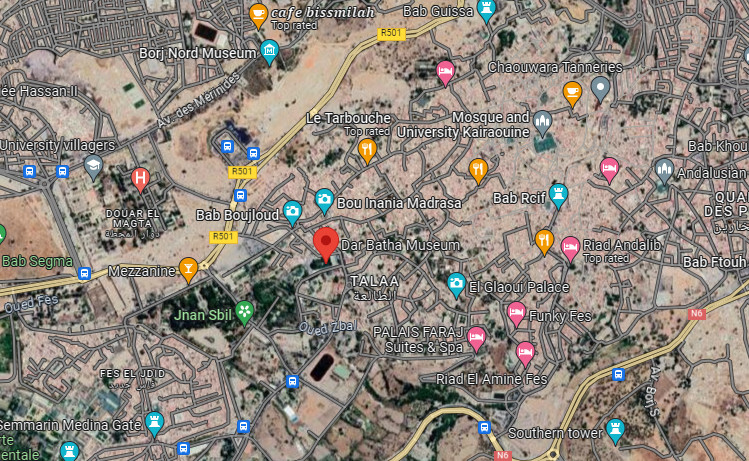 cafe bissmilah
Top rated
Bab Guissa
R501
Borj Nord Museum
Chaouwara Tanneries
ée Hassan II
Av. des Mérinides
Le Tarbouche
Top rated
Mosque and
University Kairaouine
University villagers
Bab Khou
R501
Andalusian
H
Bab Rcif
Bou Inania Madrasa
Bab Boujloud
DOUAR EL
MAGTA
QUA
DES P
R501
Dar Batha Museum
Riad Andalib
Top rated
Bab Segma
Mezzanine
Bab Ftouh
TALAA
الطالعة
El Glaoui Palace
Oued Fes
Jnan Sbil
Funky Fes
N6
Oued Zhal
PALAIS FARAJ
Suites & Spa
FES EL JDID
Riad El Amine Fes
Semmarin Medina Gate
Southern tower
rte
entale
N6